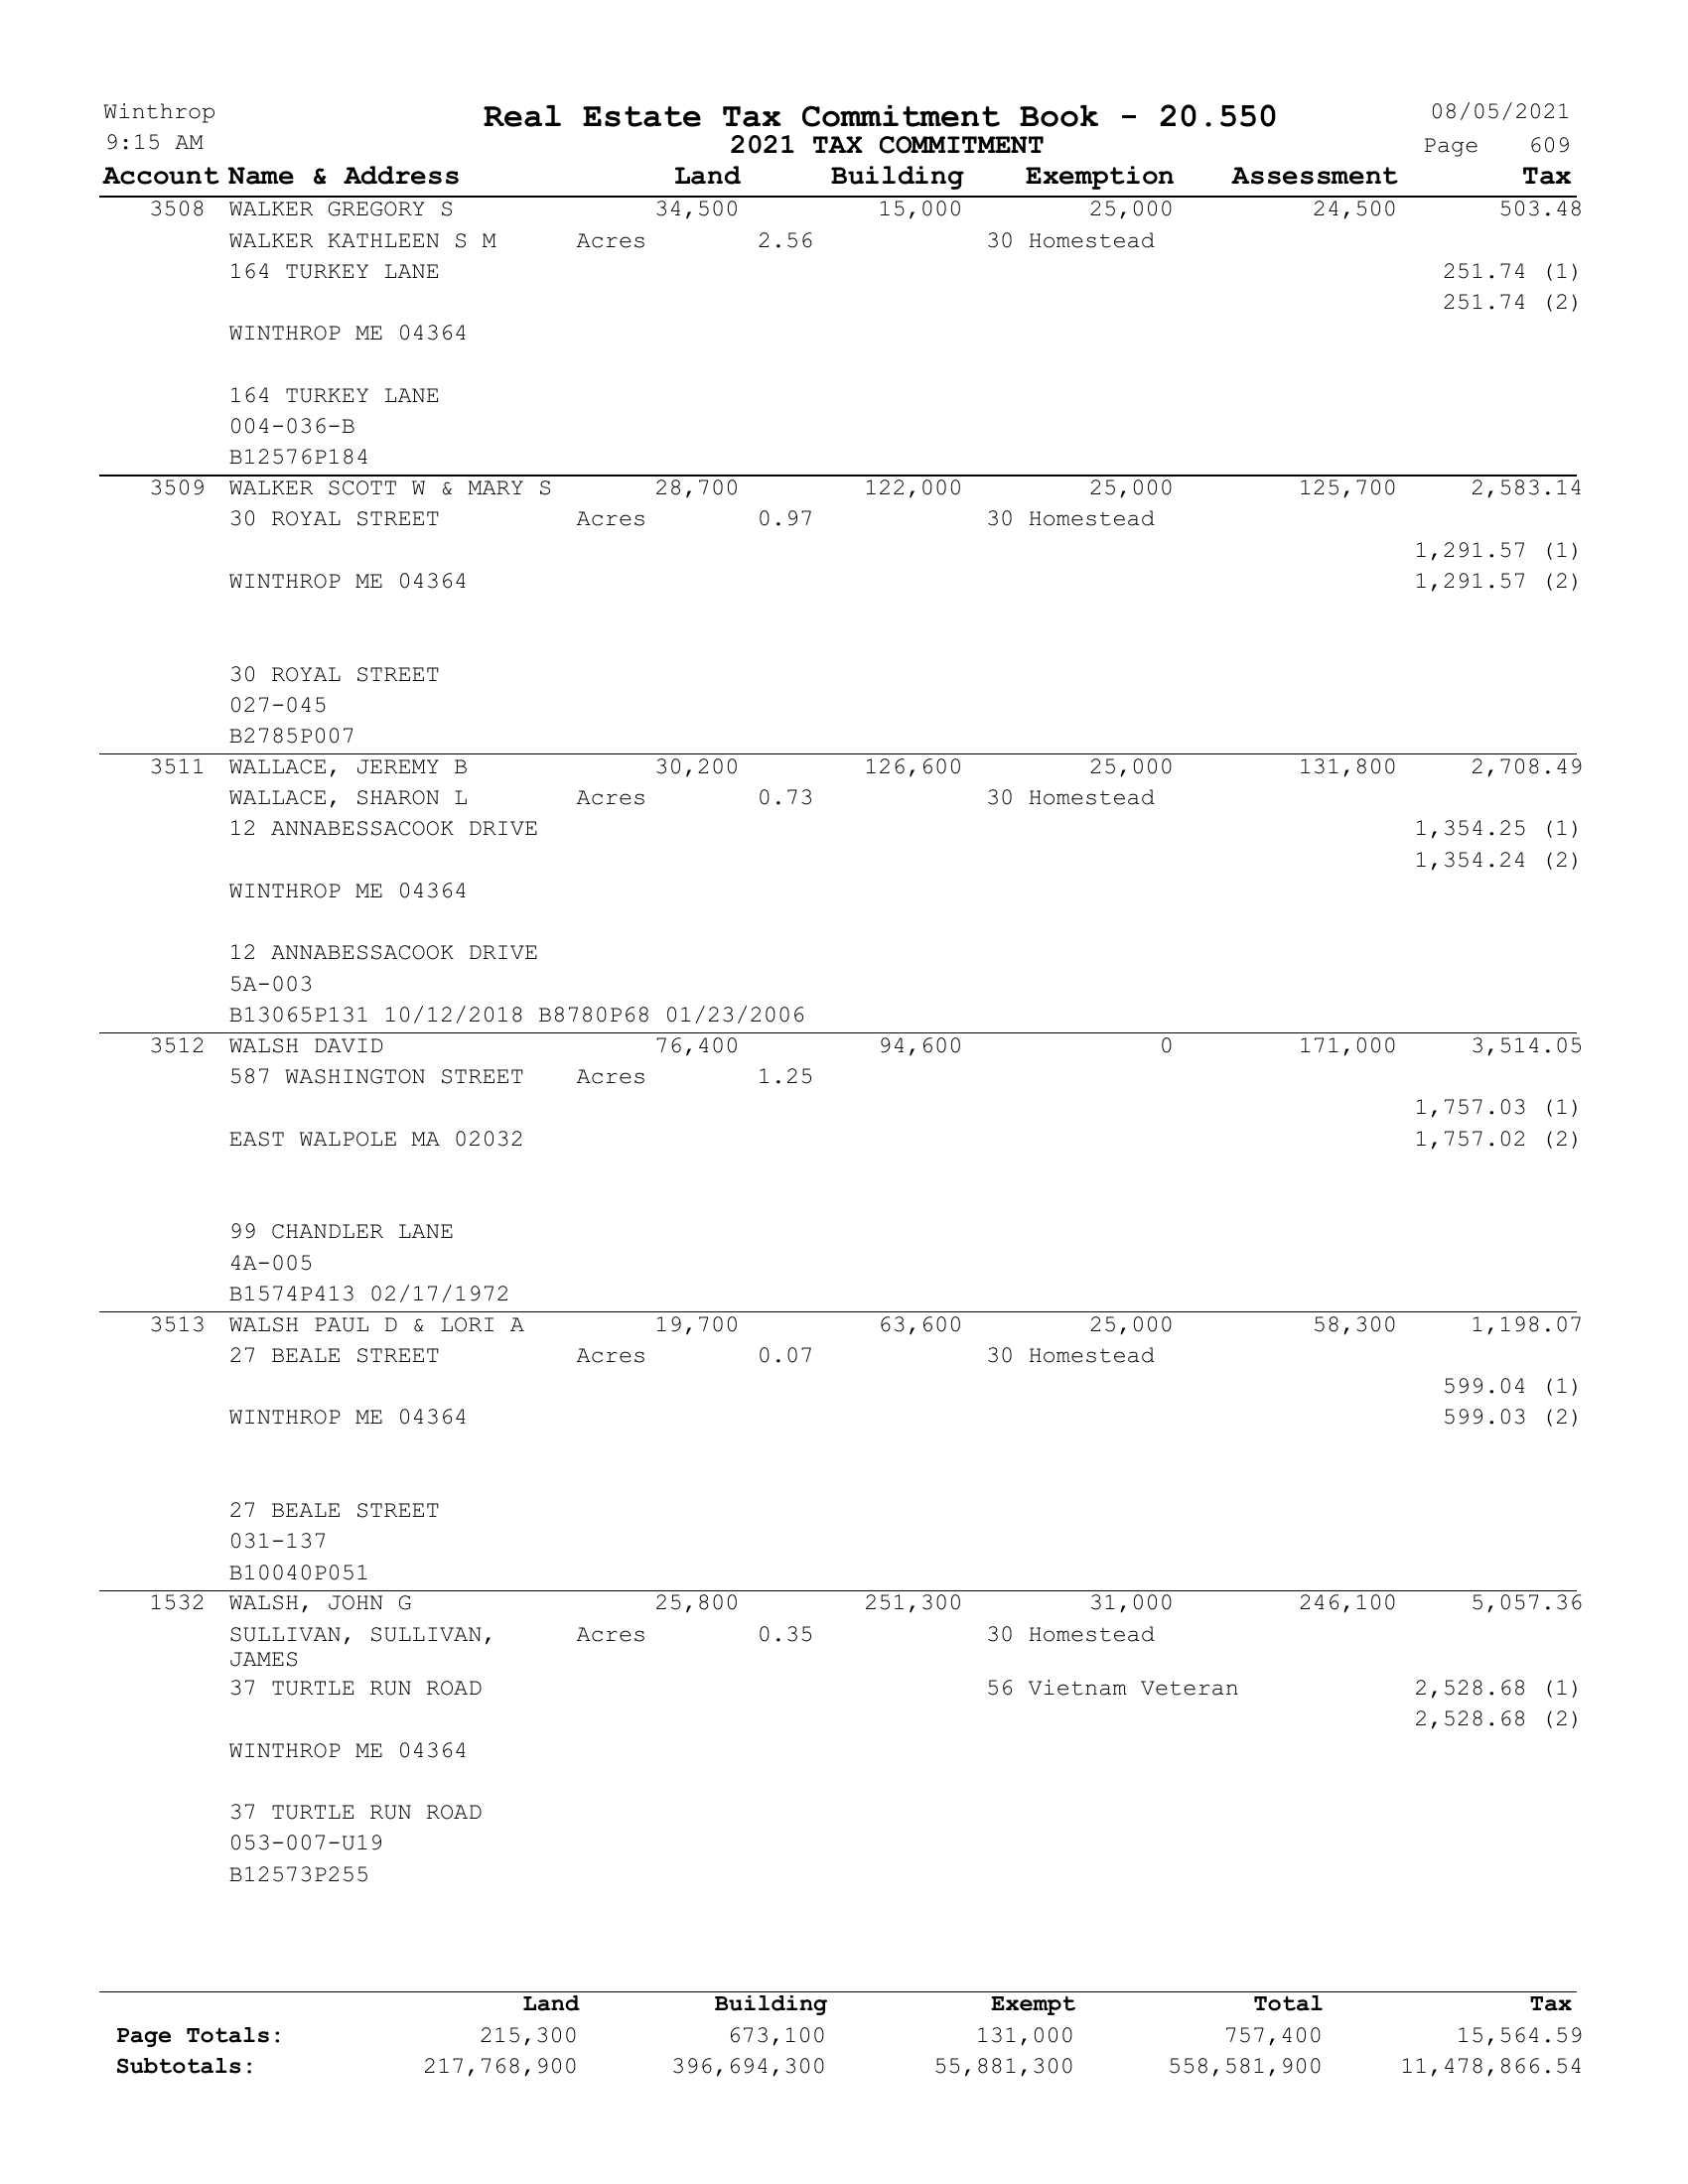 Winthrop Real Estate Tax Commitment Book - 20.550 08/05/2021
9:15 AM 2021 TAX COMMITMENT Page 609
Account Name & Address Land Building Exemption Assessment Tax
3508 WALKER GREGORY S 34,500 15,000 25,000 24,500 503.48
WALKER KATHLEEN S M Acres 2.56 30 Homestead
164 TURKEY LANE 251.74 (1)
251.74 (2)
WINTHROP ME 04364
164 TURKEY LANE
004-036-B
B12576P184
3509 WALKER SCOTT W & MARY S 28,700 122,000 25,000 125,700 2,583.14
30 ROYAL STREET Acres 0.97 30 Homestead
1,291.57 (1)
WINTHROP ME 04364 1,291.57 (2)
30 ROYAL STREET
027-045
B2785P007
3511 WALLACE, JEREMY B 30,200 126,600 25,000 131,800 2,708.49
WALLACE, SHARON L Acres 0.73 30 Homestead
12 ANNABESSACOOK DRIVE 1,354.25 (1)
1,354.24 (2)
WINTHROP ME 04364
12 ANNABESSACOOK DRIVE
5A-003
B13065P131 10/12/2018 B8780P68 01/23/2006
3512 WALSH DAVID 76,400 94,600 0 171,000 3,514.05
587 WASHINGTON STREET Acres 1.25
1,757.03 (1)
EAST WALPOLE MA 02032 1,757.02 (2)
99 CHANDLER LANE
4A-005
B1574P413 02/17/1972
3513 WALSH PAUL D & LORI A 19,700 63,600 25,000 58,300 1,198.07
27 BEALE STREET Acres 0.07 30 Homestead
599.04 (1)
WINTHROP ME 04364 599.03 (2)
27 BEALE STREET
031-137
B10040P051
1532 WALSH, JOHN G 25,800 251,300 31,000 246,100 5,057.36
SULLIVAN, SULLIVAN, Acres 0.35 30 Homestead
JAMES
37 TURTLE RUN ROAD 56 Vietnam Veteran 2,528.68 (1)
2,528.68 (2)
WINTHROP ME 04364
37 TURTLE RUN ROAD
053-007-U19
B12573P255
Land Building Exempt Total Tax
Page Totals: 215,300 673,100 131,000 757,400 15,564.59
Subtotals: 217,768,900 396,694,300 55,881,300 558,581,900 11,478,866.54